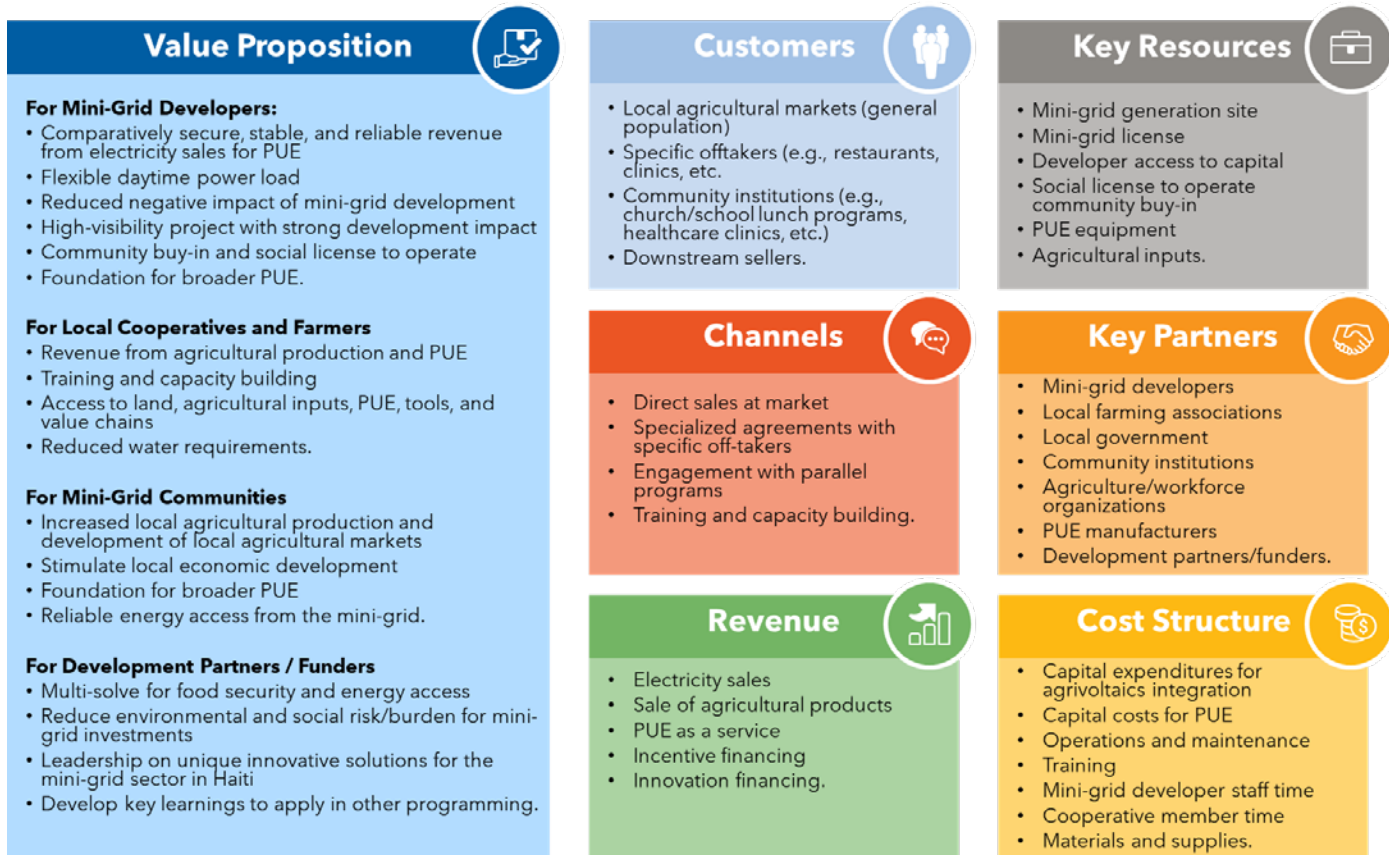 Value Proposition
For Mini-Grid Developers:
• Comparatively secure, stable, and reliable revenue
from electricity sales for PUE
• Flexible daytime power load
• Reduced negative impact of mini-grid development
• High-visibility project with strong development impact
• Community buy-in and social license to operate
• Foundation for broader PUE.
For Local Cooperatives and Farmers
• Revenue from agricultural production and PUE
• Training and capacity building
• Access to land, agricultural inputs, PUE, tools, and
value chains
• Reduced water requirements.
For Mini-Grid Communities
• Increased local agricultural production and
development of local agricultural markets
• Stimulate local economic development
• Foundation for broader PUE
• Reliable energy access from the mini-grid.
For Development Partners / Funders
• Multi-solve for food security and energy access
• Reduce environmental and social risk/burden for mini-
grid investments
• Leadership on unique innovative solutions for the
mini-grid sector in Haiti
• Develop key learnings to apply in other programming.
Customers
• Local agricultural markets (general
population)
• Specific offtakers (e.g., restaurants,
clinics, etc.
• Community institutions (e.g.,
church/school lunch programs,
healthcare clinics, etc.)
• Downstream sellers.
Key Resources
• Mini-grid generation site
• Mini-grid license
• Developer access to capital
• Social license to operate
community buy-in
• PUE equipment
• Agricultural inputs.
Channels
• Direct sales at market
• Specialized agreements with
specific off-takers
• Engagement with parallel
programs
• Training and capacity building.
Key Partners
• Mini-grid developers
• Local farming associations
• Local government
• Community institutions
• Agriculture/workforce
organizations
• PUE manufacturers
• Development partners/funders.
Revenue
• Electricity sales
• Sale of agricultural products
• PUE as a service
• Incentive financing
• Innovation financing.
Cost Structure
• Capital expenditures for
agrivoltaics integration
• Capital costs for PUE
• Operations and maintenance
• Training
• Mini-grid developer staff time
• Cooperative member time
• Materials and supplies.